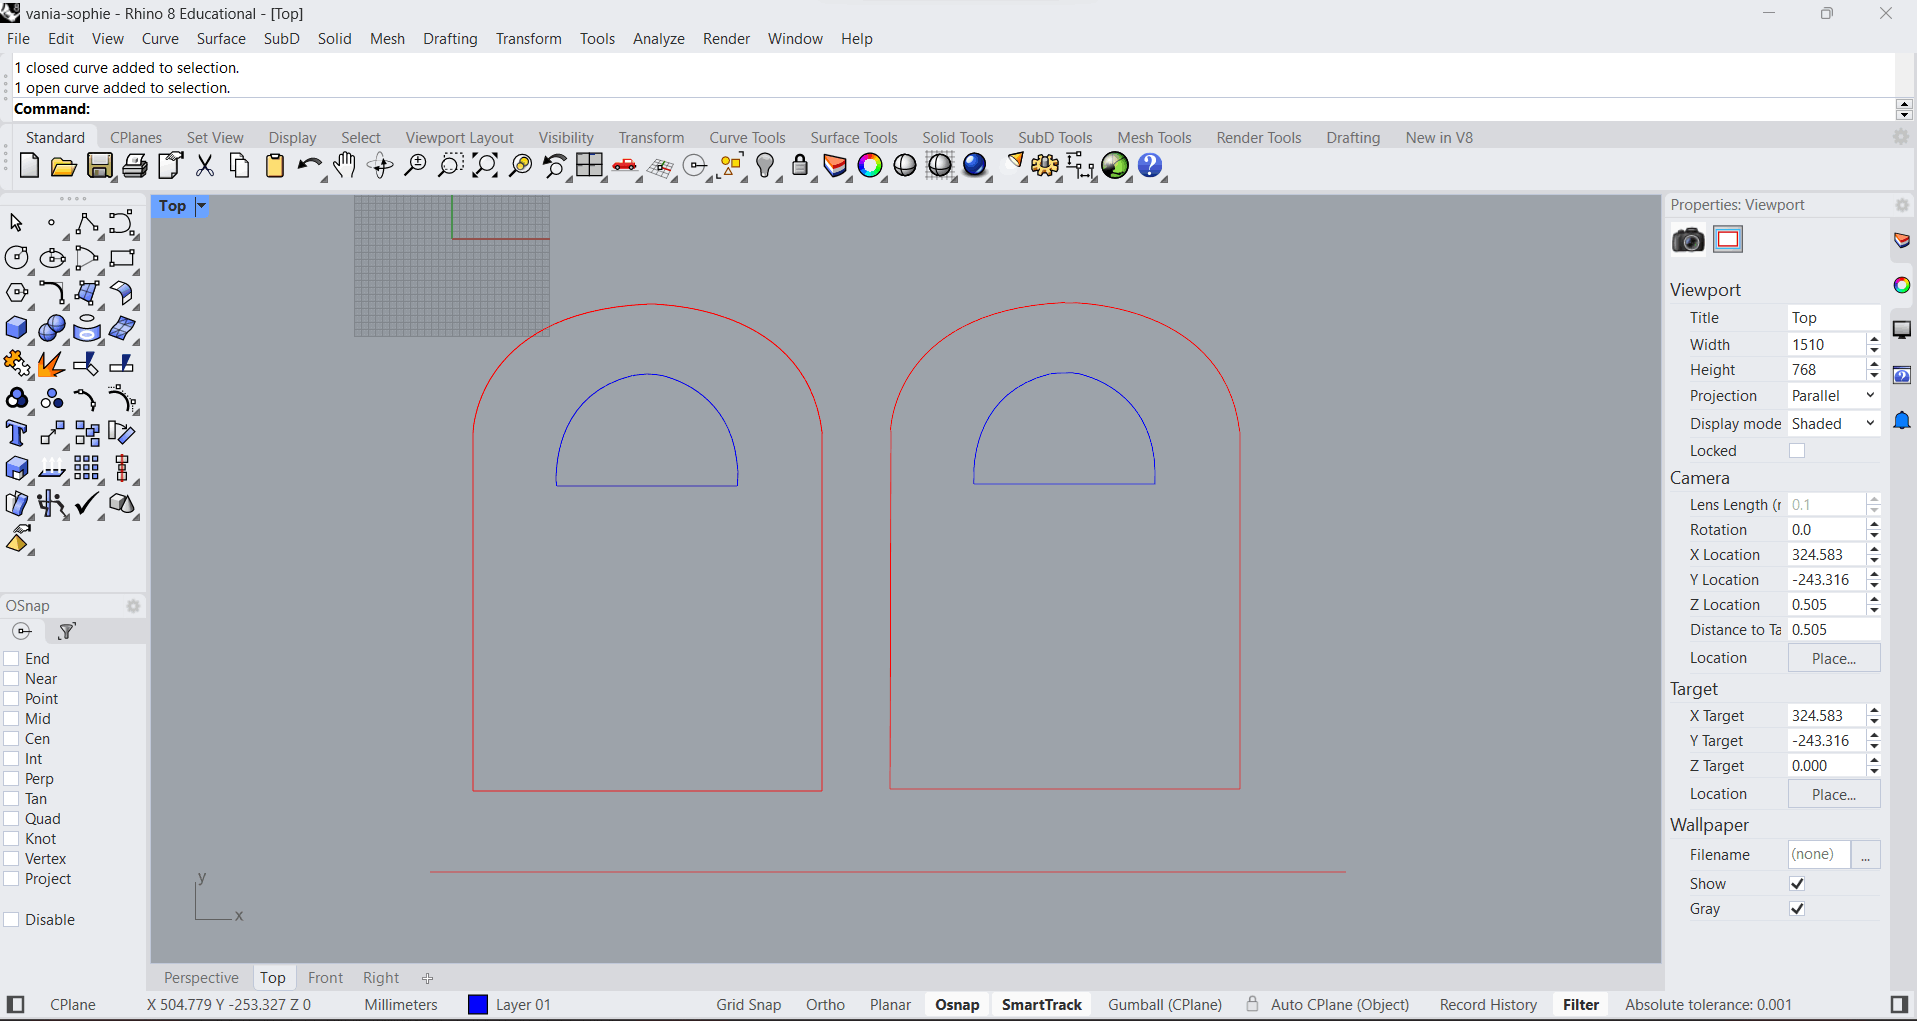 vania-sophie - Rhino 8 Educational - [Top]
File Edit View Curve Surface SubD Solid Mesh Drafting Transform Tools Analyze Render Window Help
1 closed curve added to selection.
1 open curve added to selection.
Command:
Standard CPlanes Set View Display Select Viewport Layout Visibility Transform Curve Tools Surface Tools Solid Tools SubD Tools Mesh Tools Render Tools Drafting New in V8
Top
Properties: Viewport
Viewport
Title Top
Width 1510
Height 768
Projection Parallel
Display mode Shaded
Locked
Camera
Lens Length (r 0.1
Rotation 0.0
X Location 324.583
Y Location -243.316
Z Location 0.505
Distance to Ta 0.505
Location Place...
Target
X Target 324.583
Y Target -243.316
Z Target 0.000
Location Place...
Wallpaper
Filename (none) ...
Show
Gray
OSnap
End
Near
Point
Mid
Cen
Int
Perp
Tan
Quad
Knot
Vertex
Project
Disable
y
x
Perspective Top Front Right
CPlane X 504.779 Y -253.327 Z 0 Millimeters Layer 01 Grid Snap Ortho Planar Osnap SmartTrack Gumball (CPlane) Auto CPlane (Object) Record History Filter Absolute tolerance: 0.001